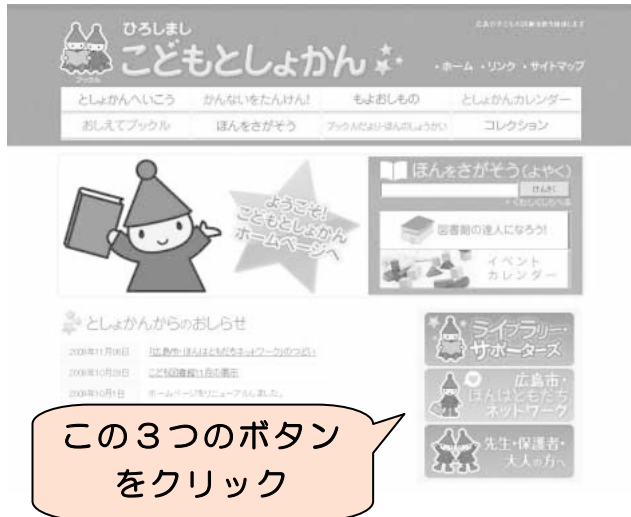 ひろしまし
こどもとしょかん
ブックル
・ホーム ・リンク ・サイトマップ
としょかんへいこう かんないをたんけん! もよおしもの としょかんカレンダー
おしえてブックル ほんをさがそう ブックルだより・ほんのしょうかい コレクション
ようこそ!
こどもとしょかん
ホームページへ
ほんをさがそう(よやく)
けんさく
くわしくしらべる
図書館の達人になろう!
イベント
カレンダー
としょかんからのおしらせ
2008年11月06日 「広島市・ほんはともだちネットワーク」のつどい
2008年10月29日 こども図書館11月の展示
2008年10月1日 ホームページをリニューアルしました。
ライブラリー・
サポーターズ
広島市・
ほんはともだち
ネットワーク
先生・保護者・
大人の方へ
この3つのボタン
をクリック